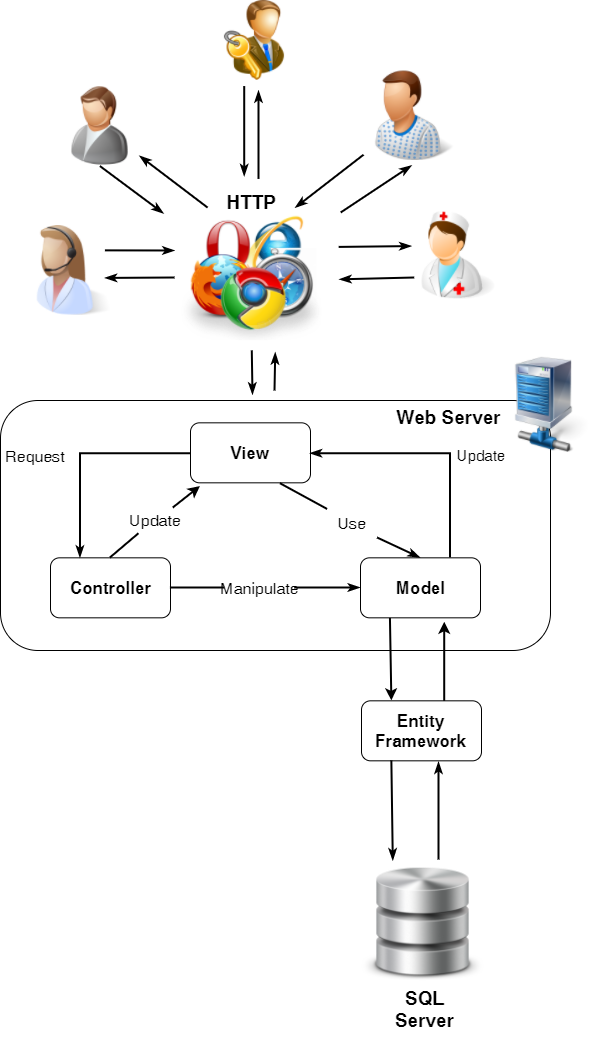 HTTP
Web Server
View
Request
Update
Update
Use
Controller
Manipulate
Model
Entity
Framework
SQL
Server